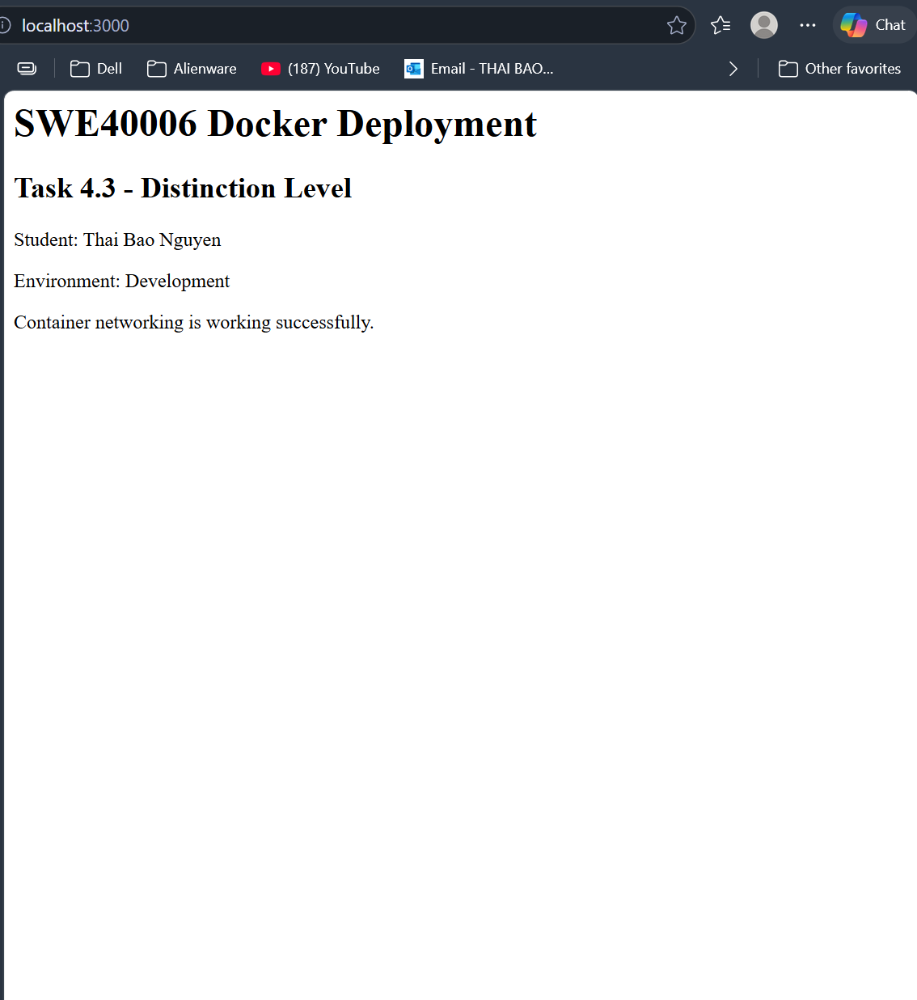 localhost:3000
Chat
Dell
Alienware
(187) YouTube
Email - THAI BAO...
Other favorites
SWE40006 Docker Deployment
Task 4.3 - Distinction Level
Student: Thai Bao Nguyen
Environment: Development
Container networking is working successfully.